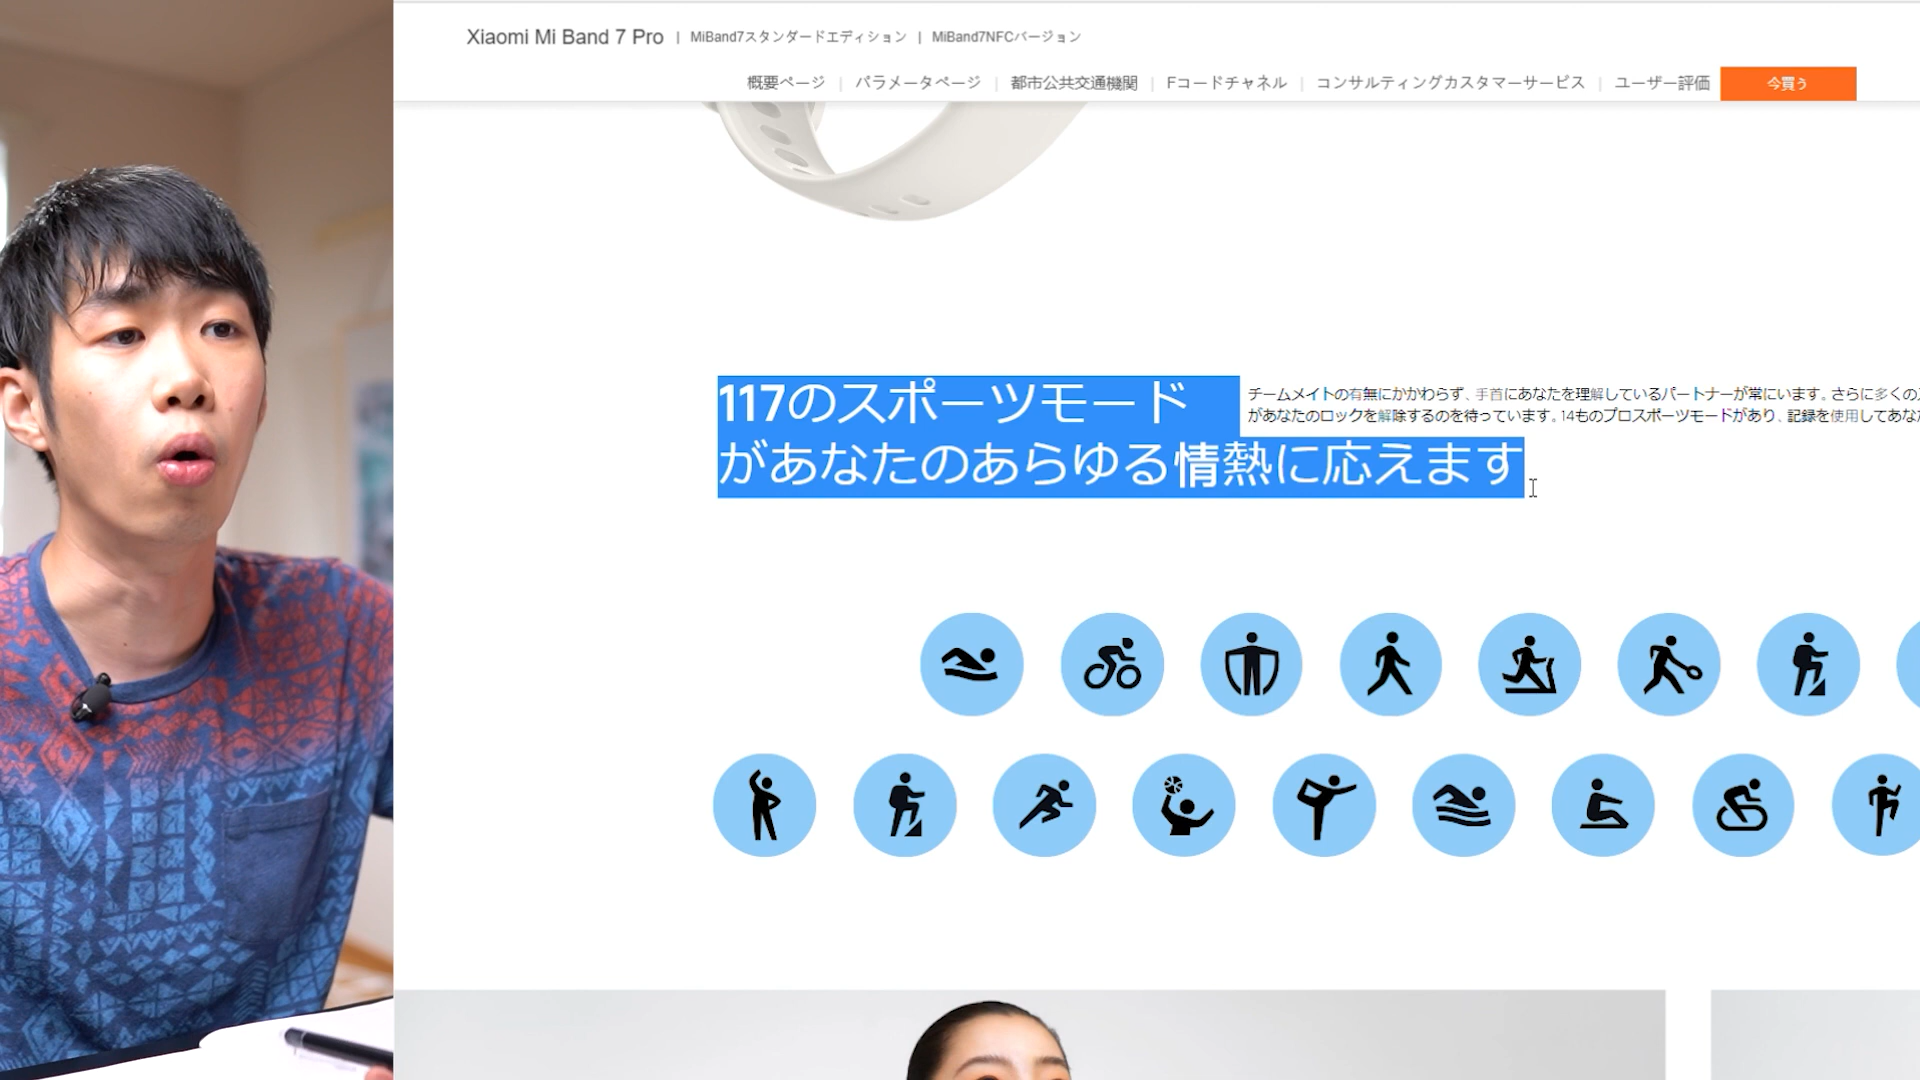 Xiaomi Mi Band 7 Pro | MiBand7スタンダードエディション | MiBand7NFCバージョン
概要ページ | パラメータページ | 都市公共交通機関 | Fコードチャネル | コンサルティングカスタマーサービス | ユーザー評価 今買う
117のスポーツモード
があなたのあらゆる情熱に応えます
チームメイトの有無にかかわらず、手首にあなたを理解しているパートナーが常にいます。さらに多くの
があなたのロックを解除するのを待っています。14ものプロスポーツモードがあり、記録を使用してあな